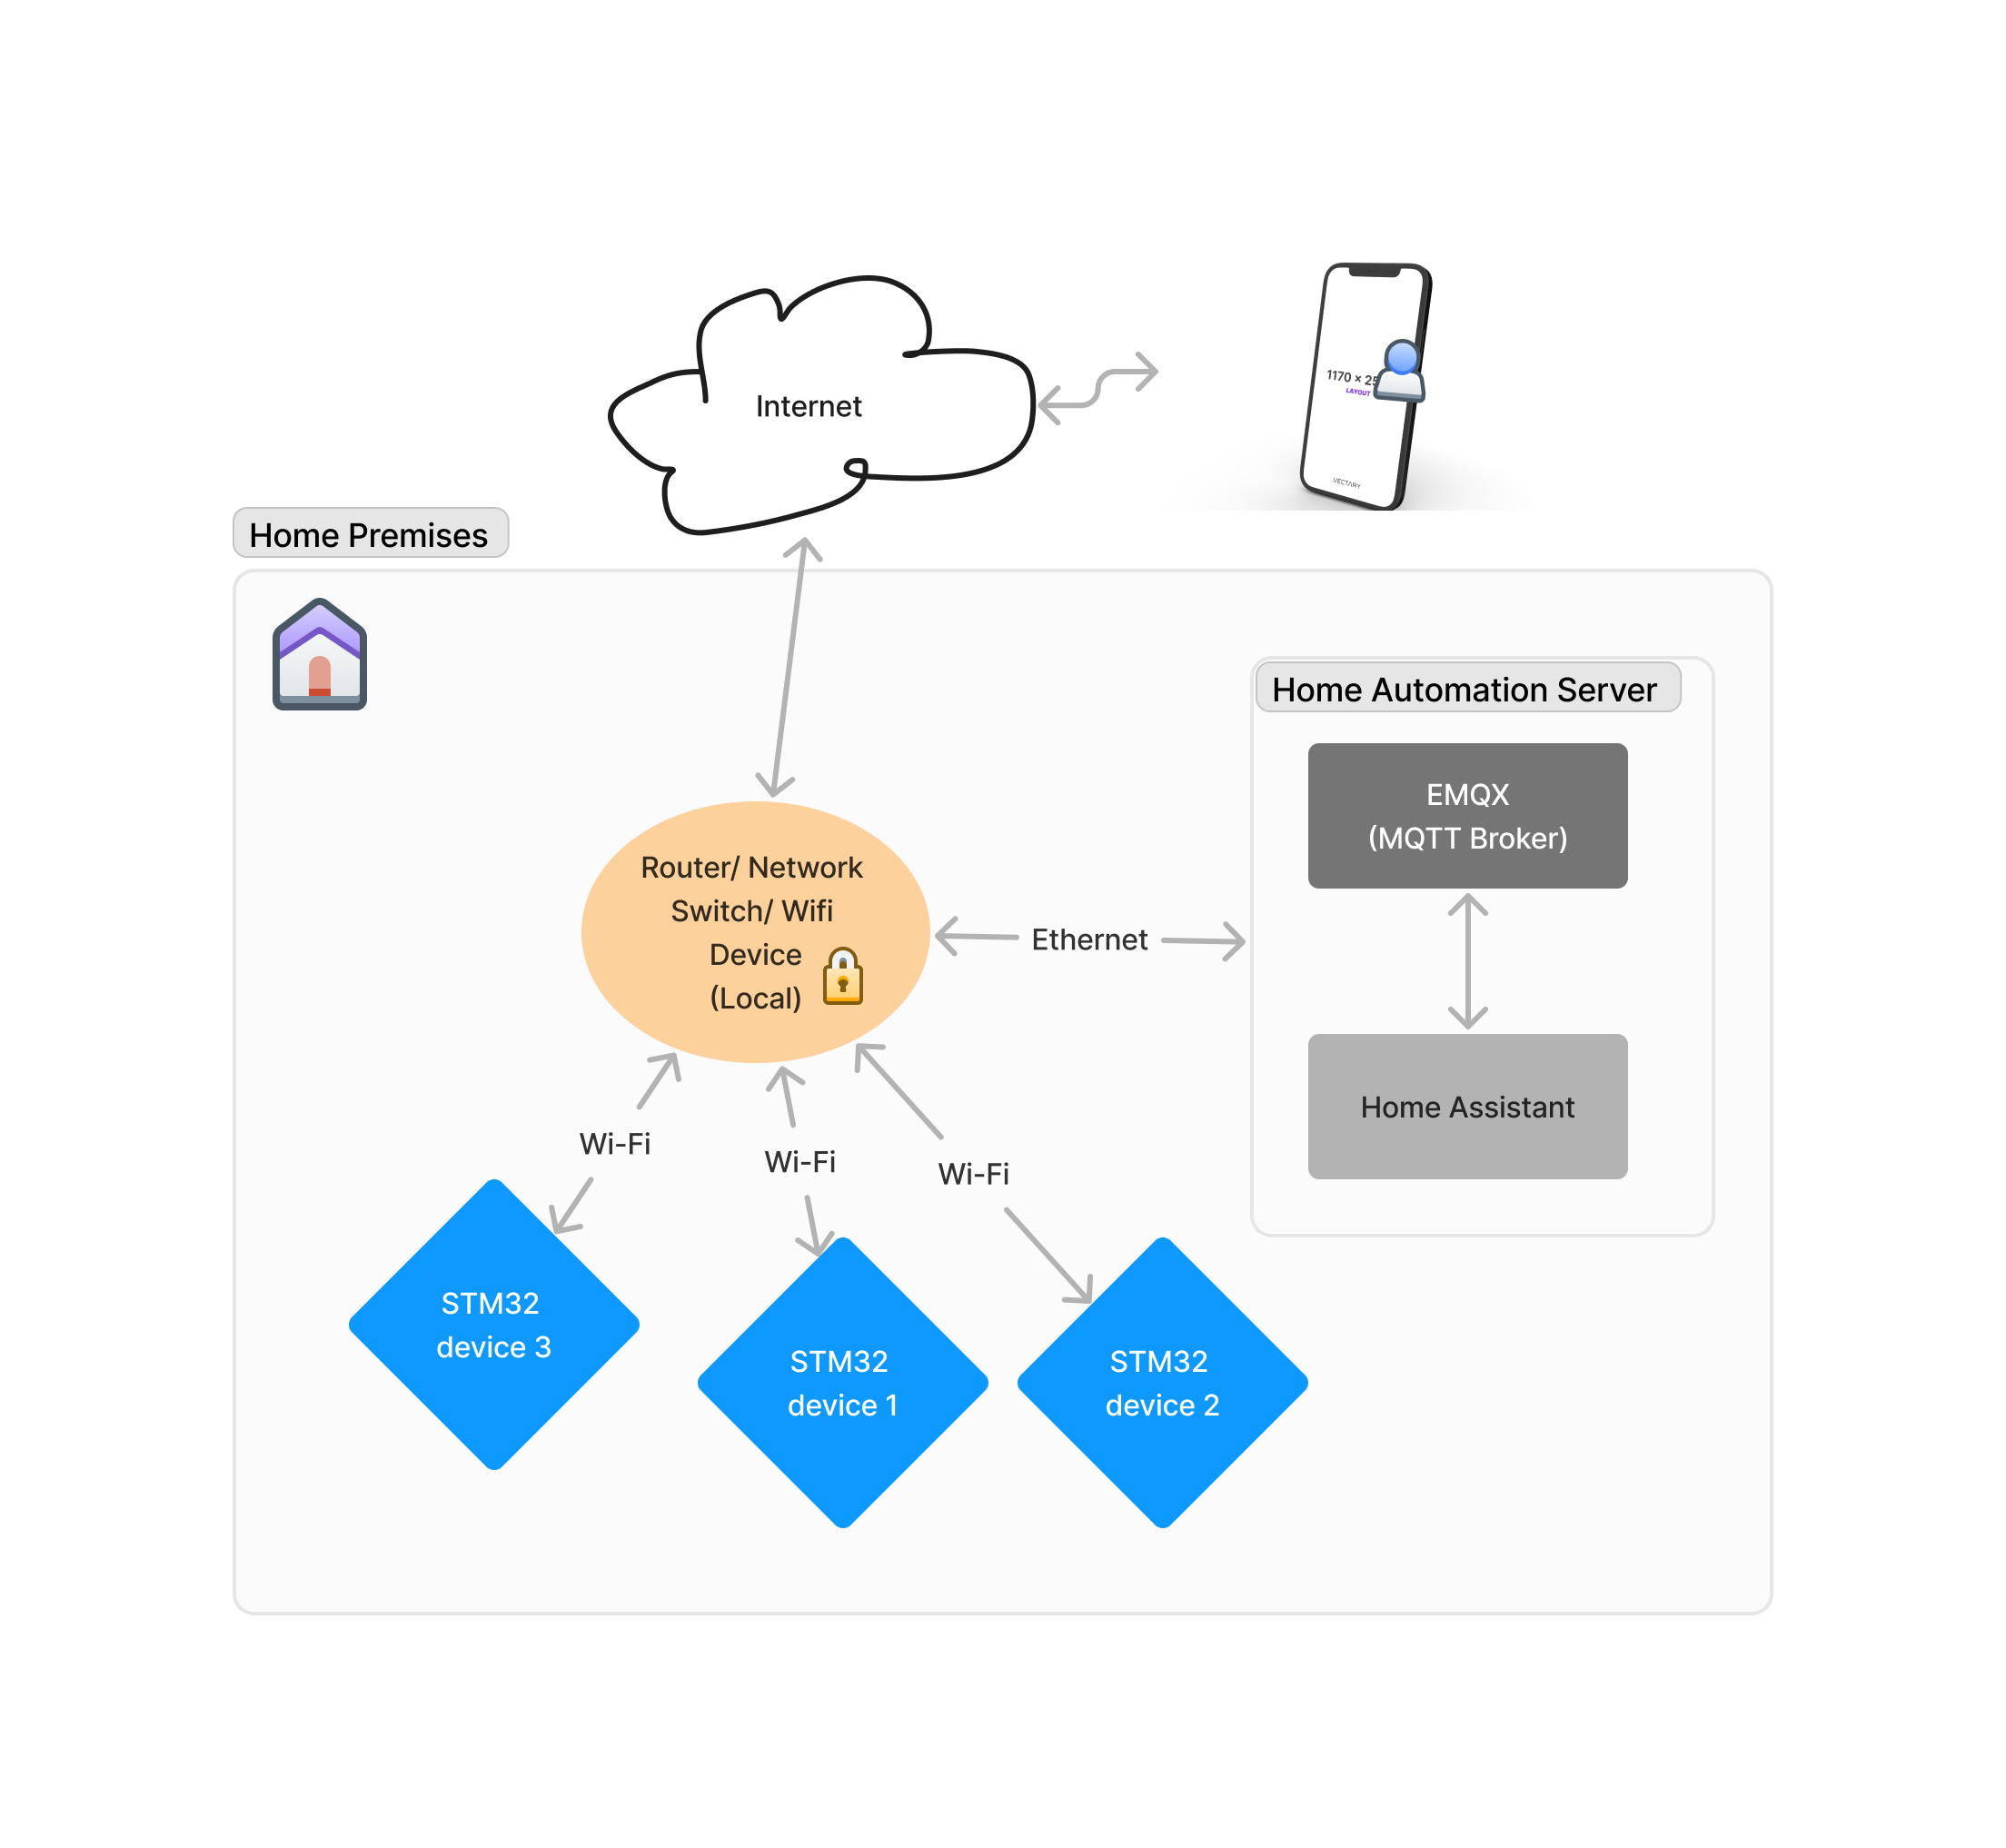 Internet
1170 × 25
LAYOUT
VECTARY
Home Premises
Home Automation Server
EMQX
(MQTT Broker)
Router/ Network
Switch/ Wifi
Device
(Local)
Ethernet
Home Assistant
Wi-Fi
Wi-Fi
Wi-Fi
STM32
device 3
STM32
device 1
STM32
device 2